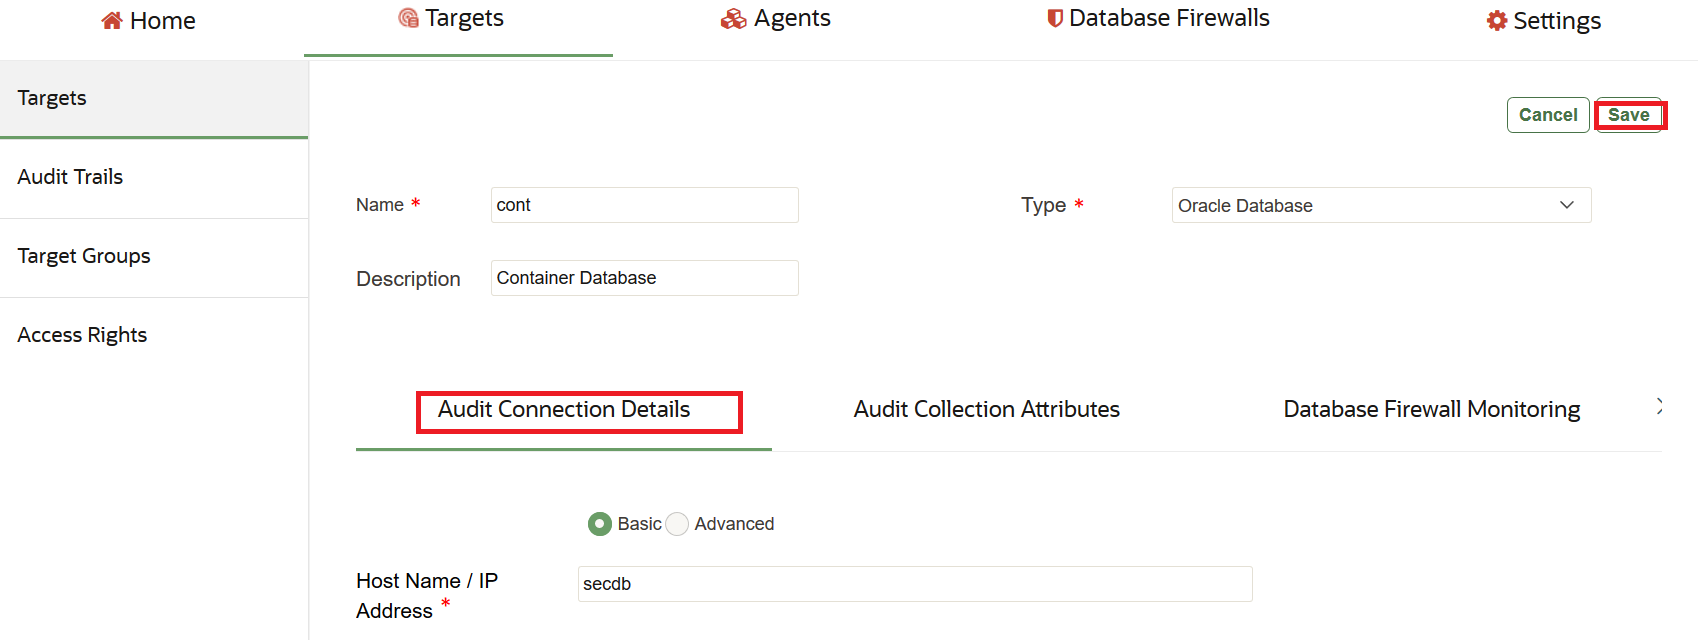 Home
Targets
Agents
Database Firewalls
Settings
Targets
Audit Trails
Target Groups
Access Rights
Cancel
Save
Name *
cont
Type *
Oracle Database
Description
Container Database
Audit Connection Details
Audit Collection Attributes
Database Firewall Monitoring
Basic
Advanced
Host Name / IP
Address *
secdb